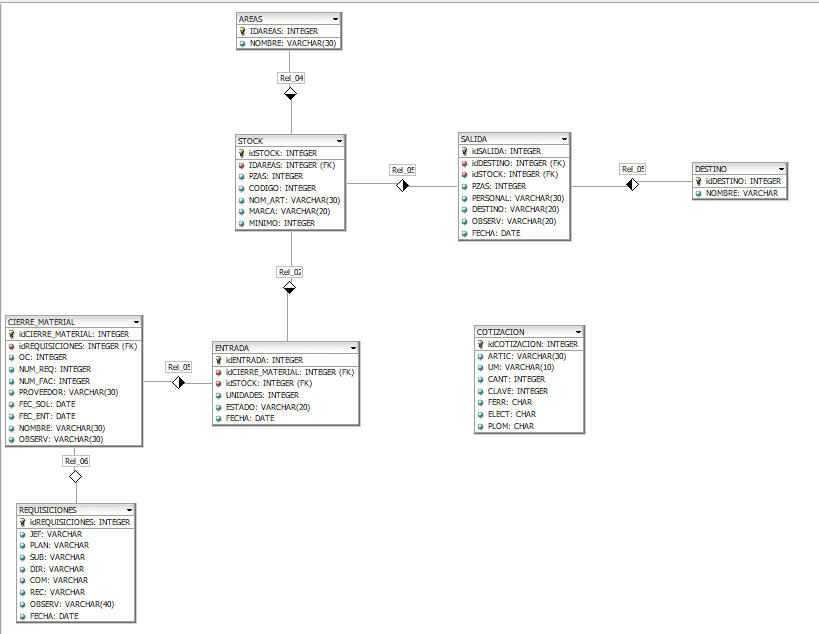 AREAS
IDAREAS: INTEGER
NOMBRE: VARCHAR(30)
Rel_04
STOCK
idSTOCK: INTEGER
IDAREAS: INTEGER (FK)
PZAS: INTEGER
CODIGO: INTEGER
NOM_ART: VARCHAR(30)
MARCA: VARCHAR(20)
MINIMO: INTEGER
Rel_05
SALIDA
idSALIDA: INTEGER
idDESTINO: INTEGER (FK)
idSTOCK: INTEGER (FK)
PZAS: INTEGER
PERSONAL: VARCHAR(30)
DESTINO: VARCHAR(20)
OBSERV: VARCHAR(20)
FECHA: DATE
Rel_05
DESTINO
idDESTINO: INTEGER
NOMBRE: VARCHAR
Rel_02
CIERRE_MATERIAL
idCIERRE_MATERIAL: INTEGER
idREQUISICIONES: INTEGER (FK)
OC: INTEGER
NUM_REQ: INTEGER
NUM_FAC: INTEGER
PROVEEDOR: VARCHAR(30)
FEC_SOL: DATE
FEC_ENT: DATE
NOMBRE: VARCHAR(30)
OBSERV: VARCHAR(30)
Rel_05
ENTRADA
idENTRADA: INTEGER
idCIERRE_MATERIAL: INTEGER (FK)
idSTOCK: INTEGER (FK)
UNIDADES: INTEGER
ESTADO: VARCHAR(20)
FECHA: DATE
COTIZACION
idCOTIZACION: INTEGER
ARTIC: VARCHAR(30)
UM: VARCHAR(10)
CANT: INTEGER
CLAVE: INTEGER
FERR: CHAR
ELECT: CHAR
PLOM: CHAR
Rel_06
REQUISICIONES
idREQUISICIONES: INTEGER
JEF: VARCHAR
PLAN: VARCHAR
SUB: VARCHAR
DIR: VARCHAR
COM: VARCHAR
REC: VARCHAR
OBSERV: VARCHAR(40)
FECHA: DATE